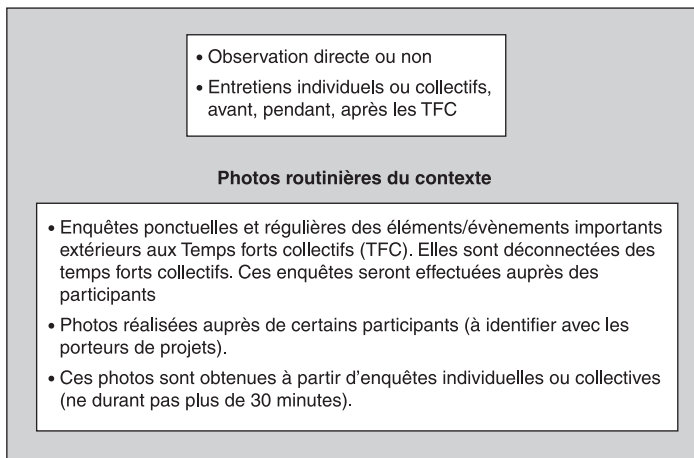 • Observation directe ou non
• Entretiens individuels ou collectifs,
avant, pendant, après les TFC
Photos routinières du contexte
• Enquêtes ponctuelles et régulières des éléments/évènements importants
extérieurs aux Temps forts collectifs (TFC). Elles sont déconnectées des
temps forts collectifs. Ces enquêtes seront effectuées auprès des
participants
• Photos réalisées auprès de certains participants (à identifier avec les
porteurs de projets).
• Ces photos sont obtenues à partir d’enquêtes individuelles ou collectives
(ne durant pas plus de 30 minutes).